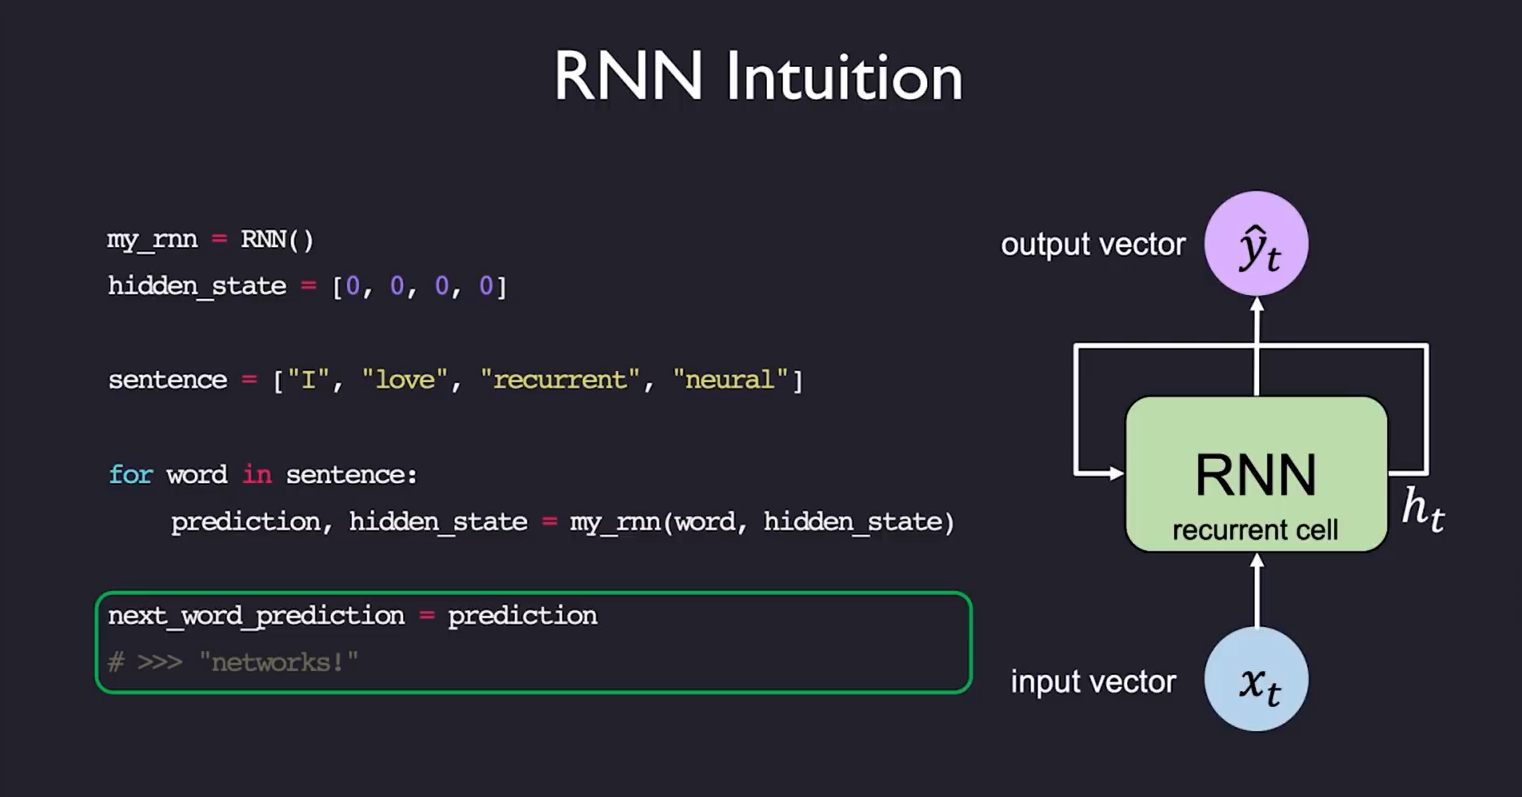 RNN Intuition
my_rnn = RNN()
hidden_state = [0, 0, 0, 0]
sentence = ["I", "love", "recurrent", "neural"]
for word in sentence:
prediction, hidden_state = my_rnn(word, hidden_state)
next_word_prediction = prediction
# >>> "networks!"
output vector
ŷₜ
RNN
recurrent cell
hₜ
input vector
xₜ